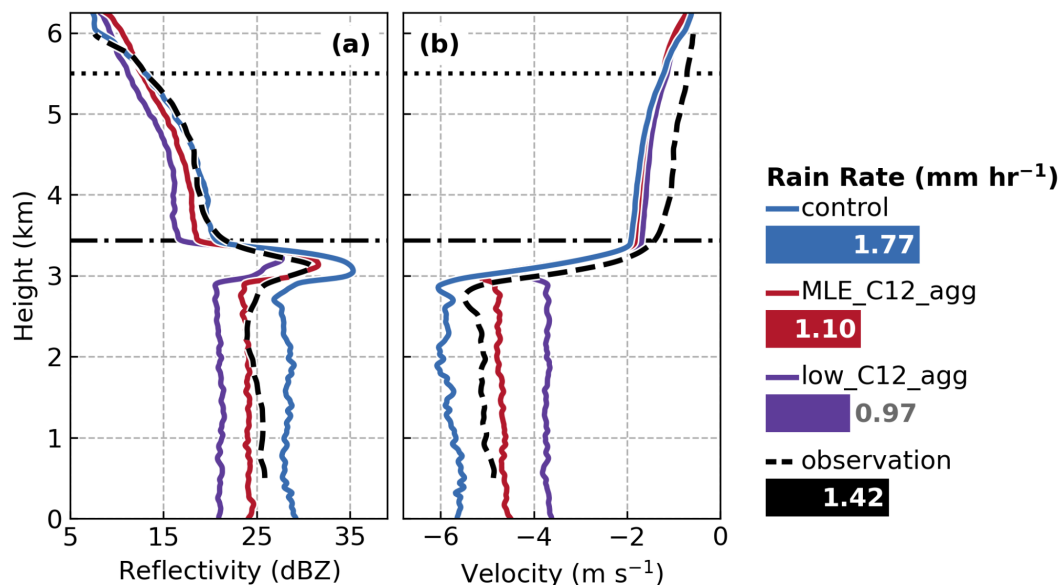 (a)
(b)
6
5
4
3
2
1
0
Height (km)
5
15
25
35
Reflectivity (dBZ)
−6
−4
−2
0
Velocity (m s⁻¹)
Rain Rate (mm hr⁻¹)
control
1.77
MLE_C12_agg
1.10
low_C12_agg
0.97
observation
1.42